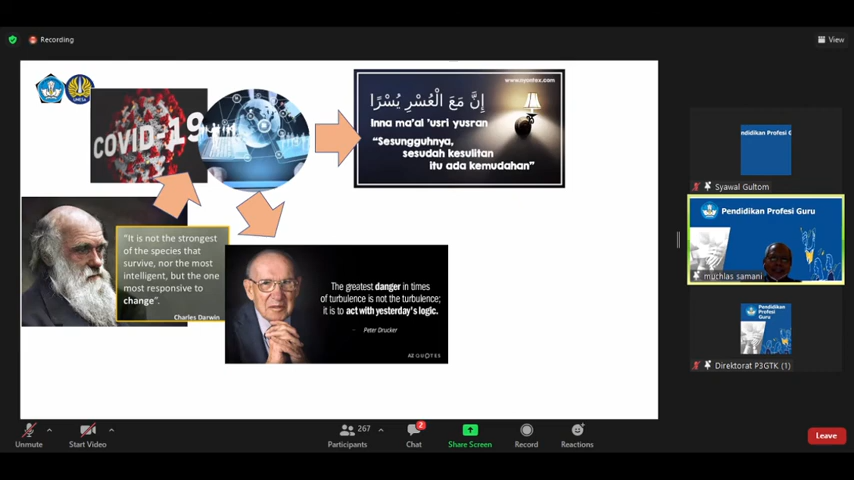 Recording
View
UNESA
COVID-19
www.nyontex.com
إِنَّ مَعَ الْعُسْرِ يُسْرًا
Inna ma'al 'usri yusran
“Sesungguhnya,
sesudah kesulitan
itu ada kemudahan”
“It is not the strongest
of the species that
survive, nor the most
intelligent, but the one
most responsive to
change”.
Charles Darwin
The greatest danger in times
of turbulence is not the turbulence;
it is to act with yesterday's logic.
- Peter Drucker
AZ QUOTES
ndidikan Profesi G
Syawal Gultom
Pendidikan Profesi Guru
muchlas samani
Pendidikan
Profesi
Guru
Direktorat P3GTK (1)
Unmute
Start Video
267
Participants
2
Chat
Share Screen
Record
Reactions
Leave